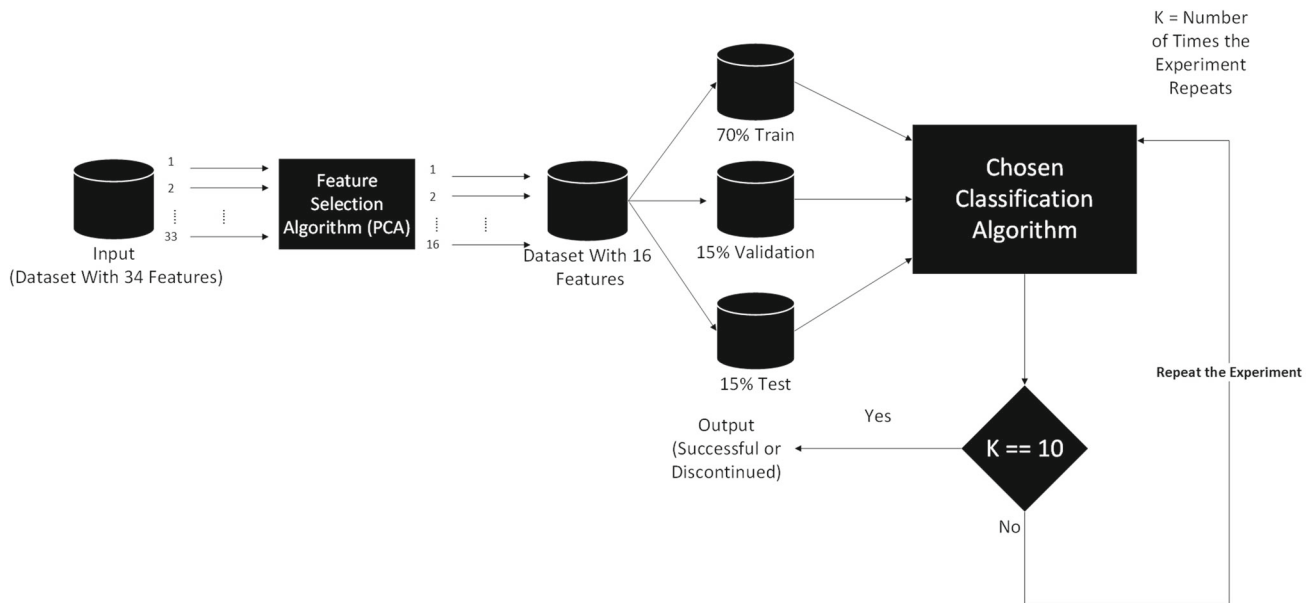 K = Number
of Times the
Experiment
Repeats
70% Train
1
2
33
Feature
Selection
Algorithm (PCA)
1
2
16
Input
(Dataset With 34 Features)
Dataset With 16
Features
15% Validation
15% Test
Chosen
Classification
Algorithm
Repeat the Experiment
K == 10
Yes
Output
(Successful or
Discontinued)
No